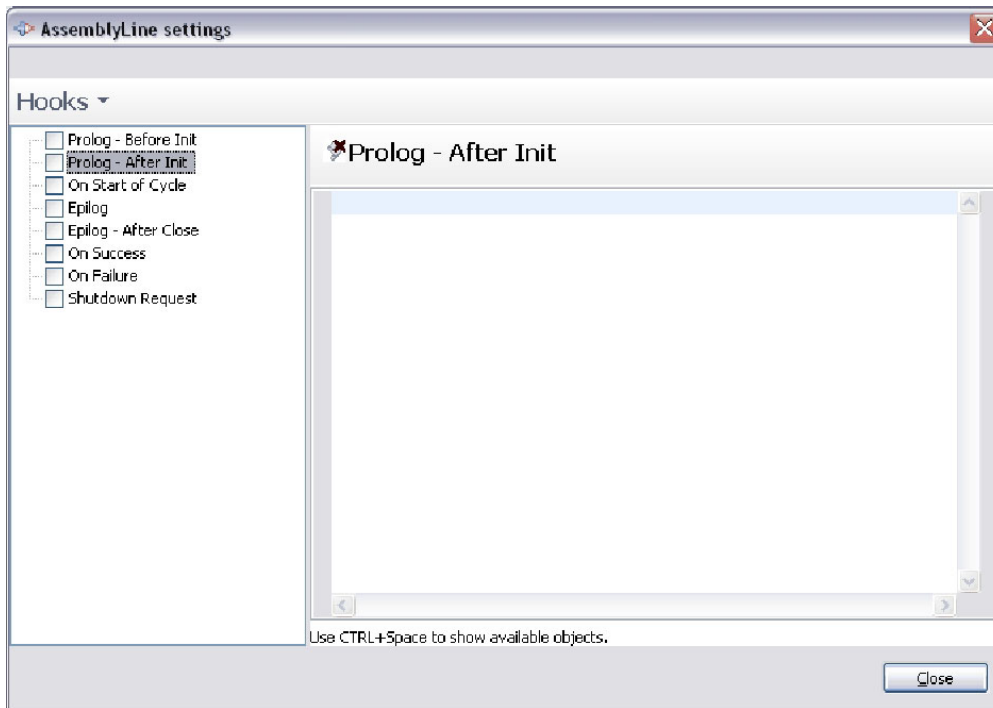 AssemblyLine settings
Hooks
Prolog - Before Init
Prolog - After Init
On Start of Cycle
Epilog
Epilog - After Close
On Success
On Failure
Shutdown Request
Prolog - After Init
Use CTRL+Space to show available objects.
Close